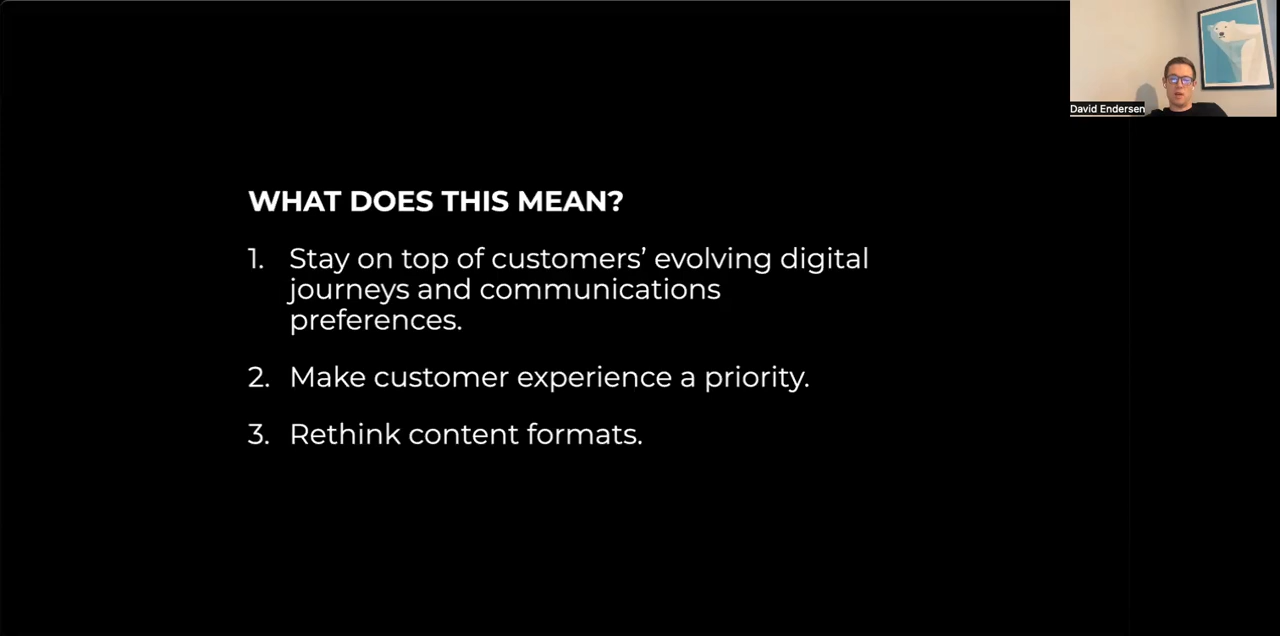 WHAT DOES THIS MEAN?
1. Stay on top of customers’ evolving digital
journeys and communications
preferences.
2. Make customer experience a priority.
3. Rethink content formats.
David Endersen